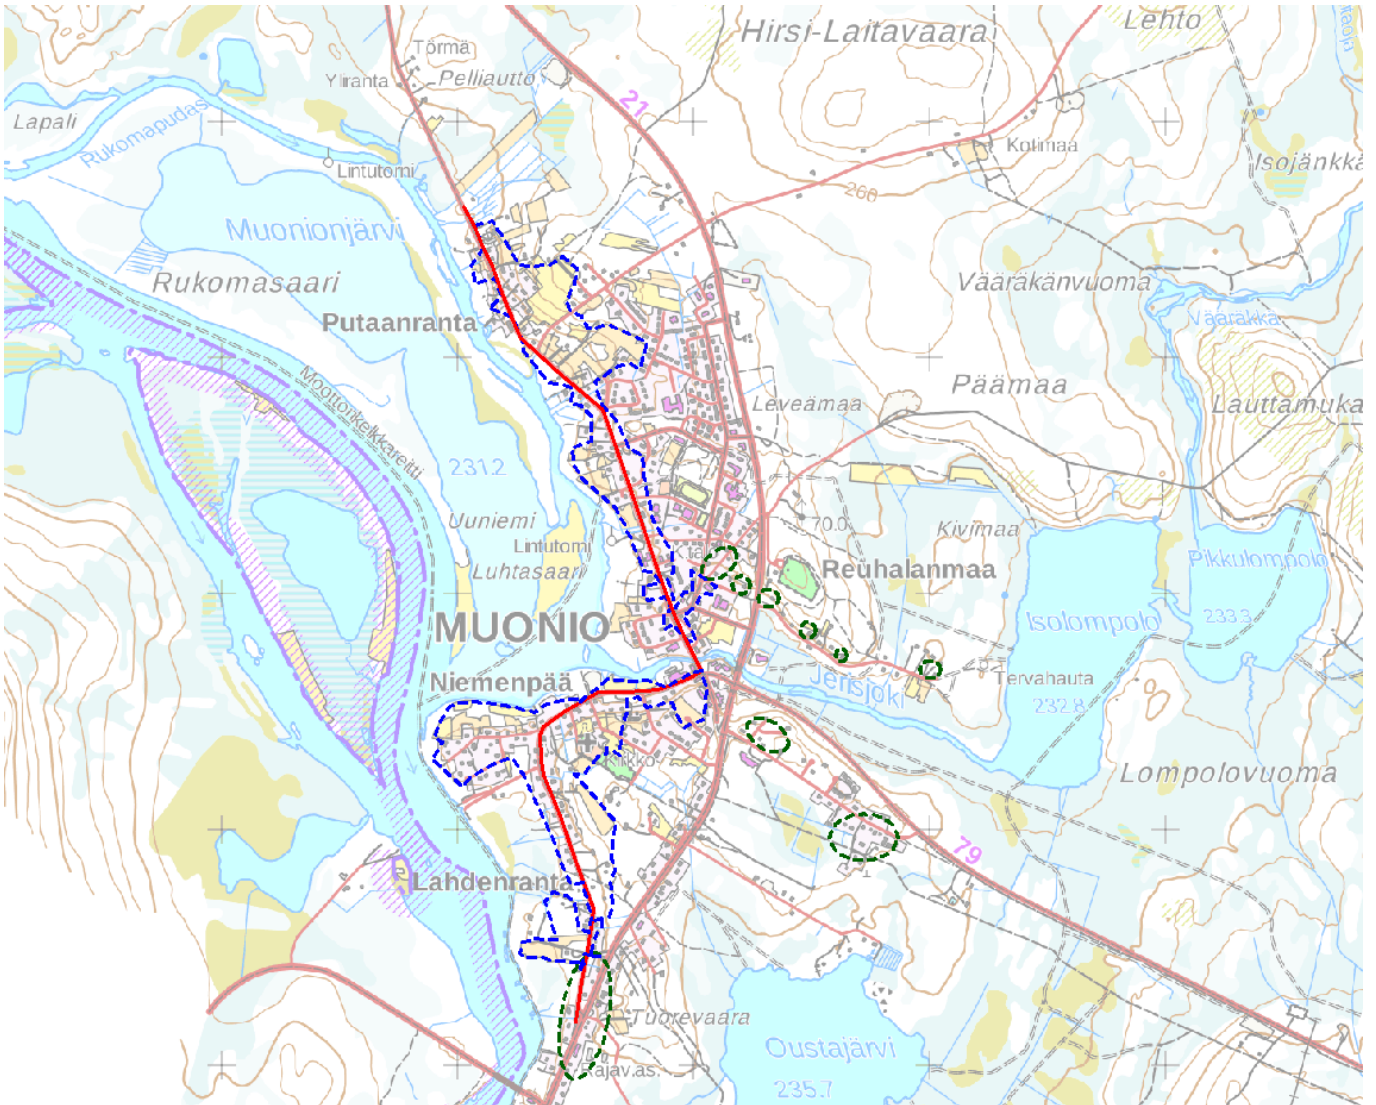 Hirsi-Laitavaara
Lehto
Törmä
Yliranta
Pelliautto
21
Lapali
Rukomapudas
Lintutorni
Kotimaa
Isojänkkä
260
Muonionjärvi
Rukomasaari
Vääräkänvuoma
Putaanranta
Vääräkkä
Moottorikelkkareitti
Päämaa
Leveämaa
Lauttamuka
231.2
Uuniemi
Lintutorni
Luhtasaari
70.0
Kivimaa
Pikkulompolo
Reuhalanmaa
MUONIO
Isolompolo
233.3
Niemenpää
Jerisjoki
Tervahauta
232.8
Kirkko
Lompolovuoma
79
Lahdenranta
Tuorevaara
Oustajärvi
Rajav.as.
235.7